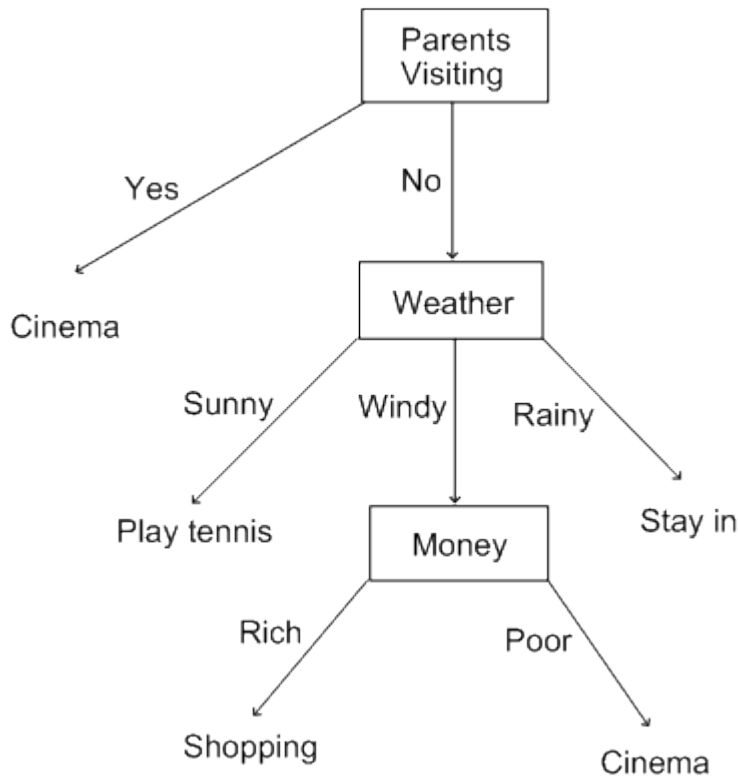 Parents
Visiting
Yes
No
Cinema
Weather
Sunny
Windy
Rainy
Play tennis
Money
Stay in
Rich
Poor
Shopping
Cinema